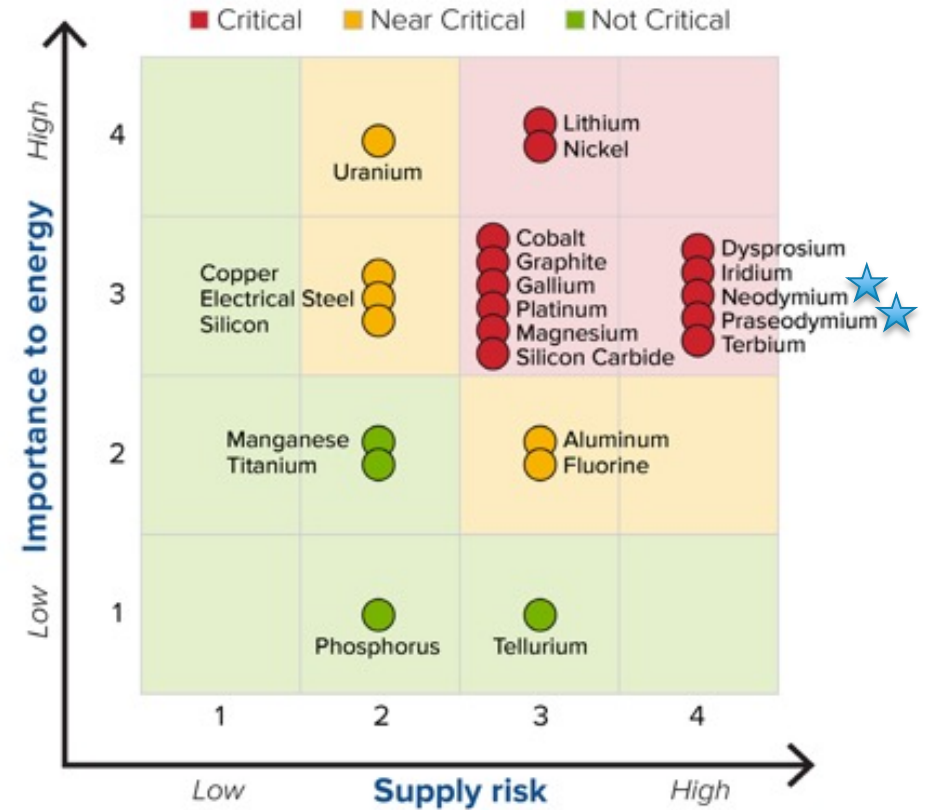 Critical Near Critical Not Critical
High
4
Uranium
Lithium
Nickel
Importance to energy
3
Copper
Electrical Steel
Silicon
Cobalt
Graphite
Gallium
Platinum
Magnesium
Silicon Carbide
Dysprosium
Iridium
Neodymium
Praseodymium
Terbium
2
Manganese
Titanium
Aluminum
Fluorine
Low
1
Phosphorus
Tellurium
1 2 3 4
Low Supply risk High